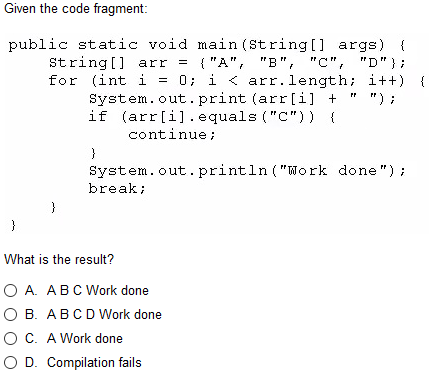 Given the code fragment:
public static void main(String[] args) {
String[] arr = {"A", "B", "C", "D"};
for (int i = 0; i < arr.length; i++) {
System.out.print(arr[i] + " ");
if (arr[i].equals("C")) {
continue;
}
System.out.println("Work done");
break;
}
}
What is the result?
A. A B C Work done
B. A B C D Work done
C. A Work done
D. Compilation fails